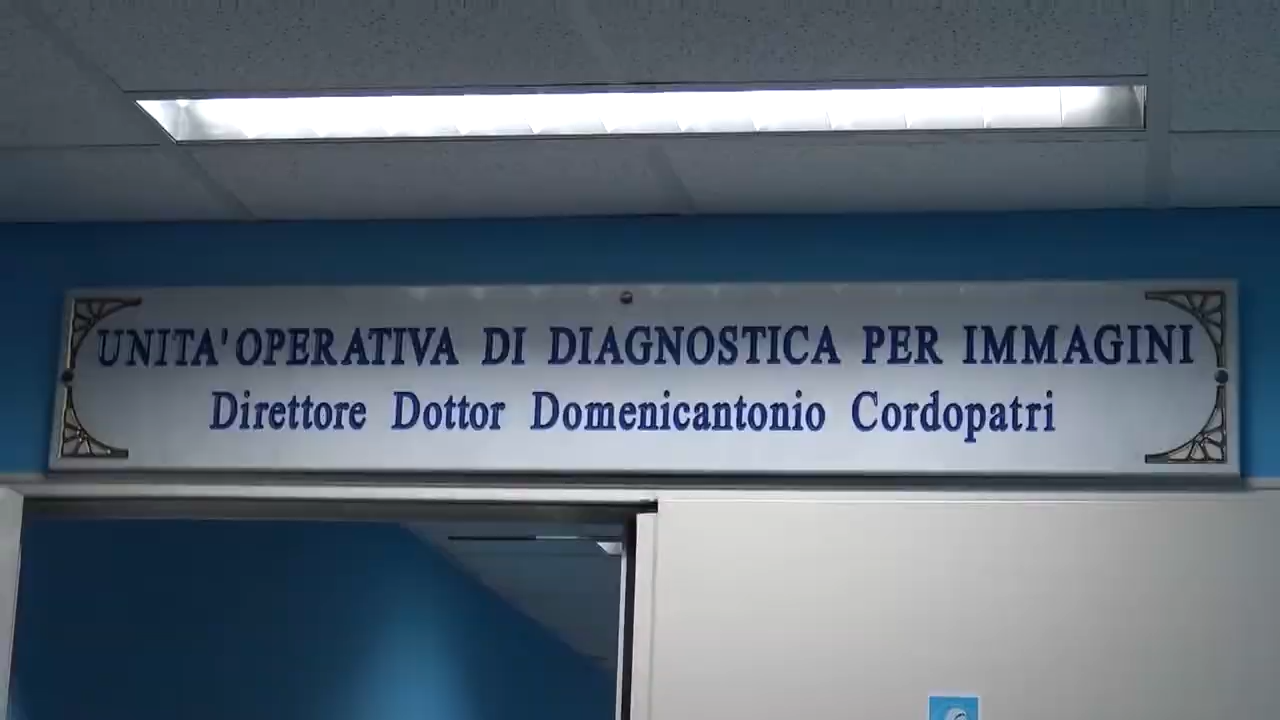 UNITA'OPERATIVA DI DIAGNOSTICA PER IMMAGINI
Direttore Dottor Domenicantonio Cordopatri